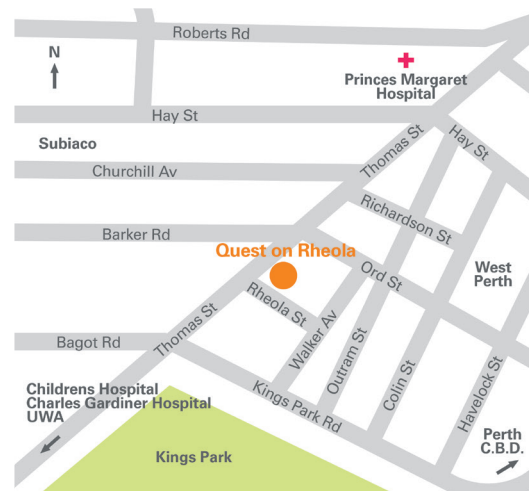 Roberts Rd
N
Princes Margaret
Hospital
Hay St
Thomas St
Hay St
Subiaco
Churchill Av
Richardson St
Barker Rd
Quest on Rheola
West
Perth
Ord St
Rheola St
Walker Av
Thomas St
Outram St
Colin St
Havelock St
Bagot Rd
Kings Park Rd
Childrens Hospital
Charles Gardiner Hospital
UWA
Perth
C.B.D.
Kings Park